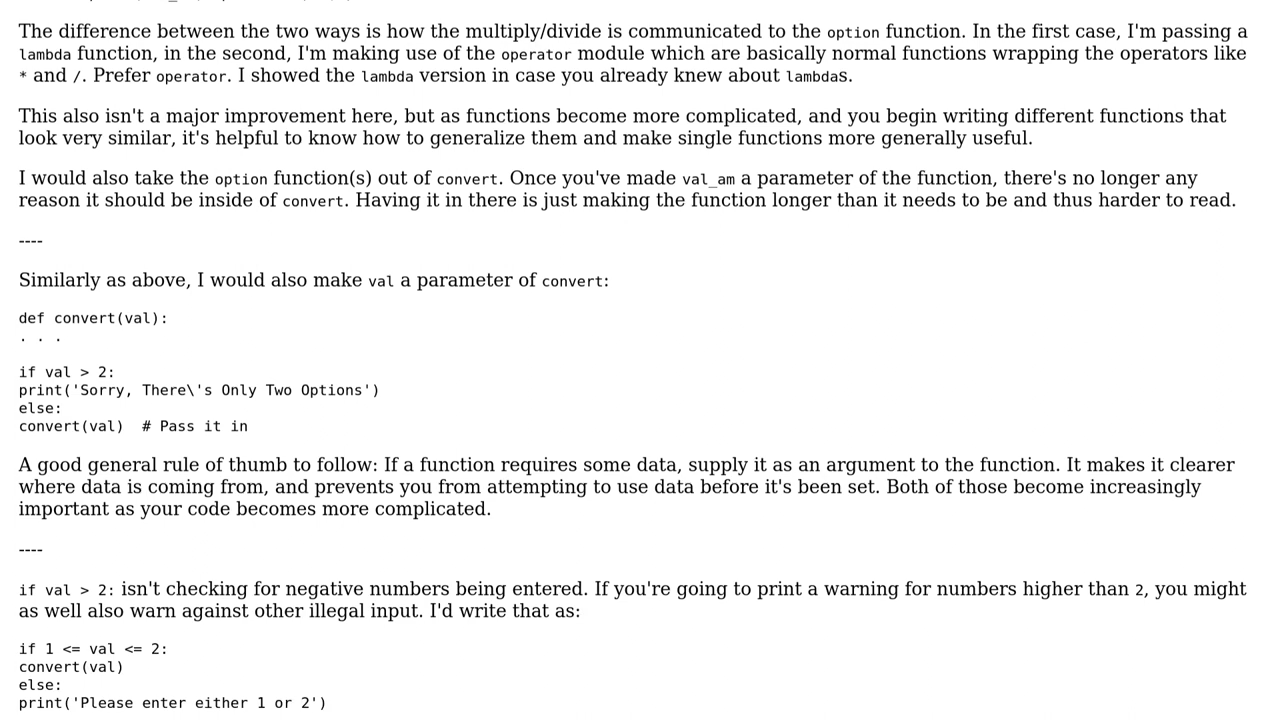 The difference between the two ways is how the multiply/divide is communicated to the option function. In the first case, I'm passing a
lambda function, in the second, I'm making use of the operator module which are basically normal functions wrapping the operators like
* and /. Prefer operator. I showed the lambda version in case you already knew about lambdas.
This also isn't a major improvement here, but as functions become more complicated, and you begin writing different functions that
look very similar, it's helpful to know how to generalize them and make single functions more generally useful.
I would also take the option function(s) out of convert. Once you've made val_am a parameter of the function, there's no longer any
reason it should be inside of convert. Having it in there is just making the function longer than it needs to be and thus harder to read.
----
Similarly as above, I would also make val a parameter of convert:
def convert(val):
. . .
if val > 2:
print('Sorry, There\'s Only Two Options')
else:
convert(val)  # Pass it in
A good general rule of thumb to follow: If a function requires some data, supply it as an argument to the function. It makes it clearer
where data is coming from, and prevents you from attempting to use data before it's been set. Both of those become increasingly
important as your code becomes more complicated.
----
if val > 2: isn't checking for negative numbers being entered. If you're going to print a warning for numbers higher than 2, you might
as well also warn against other illegal input. I'd write that as:
if 1 <= val <= 2:
convert(val)
else:
print('Please enter either 1 or 2')